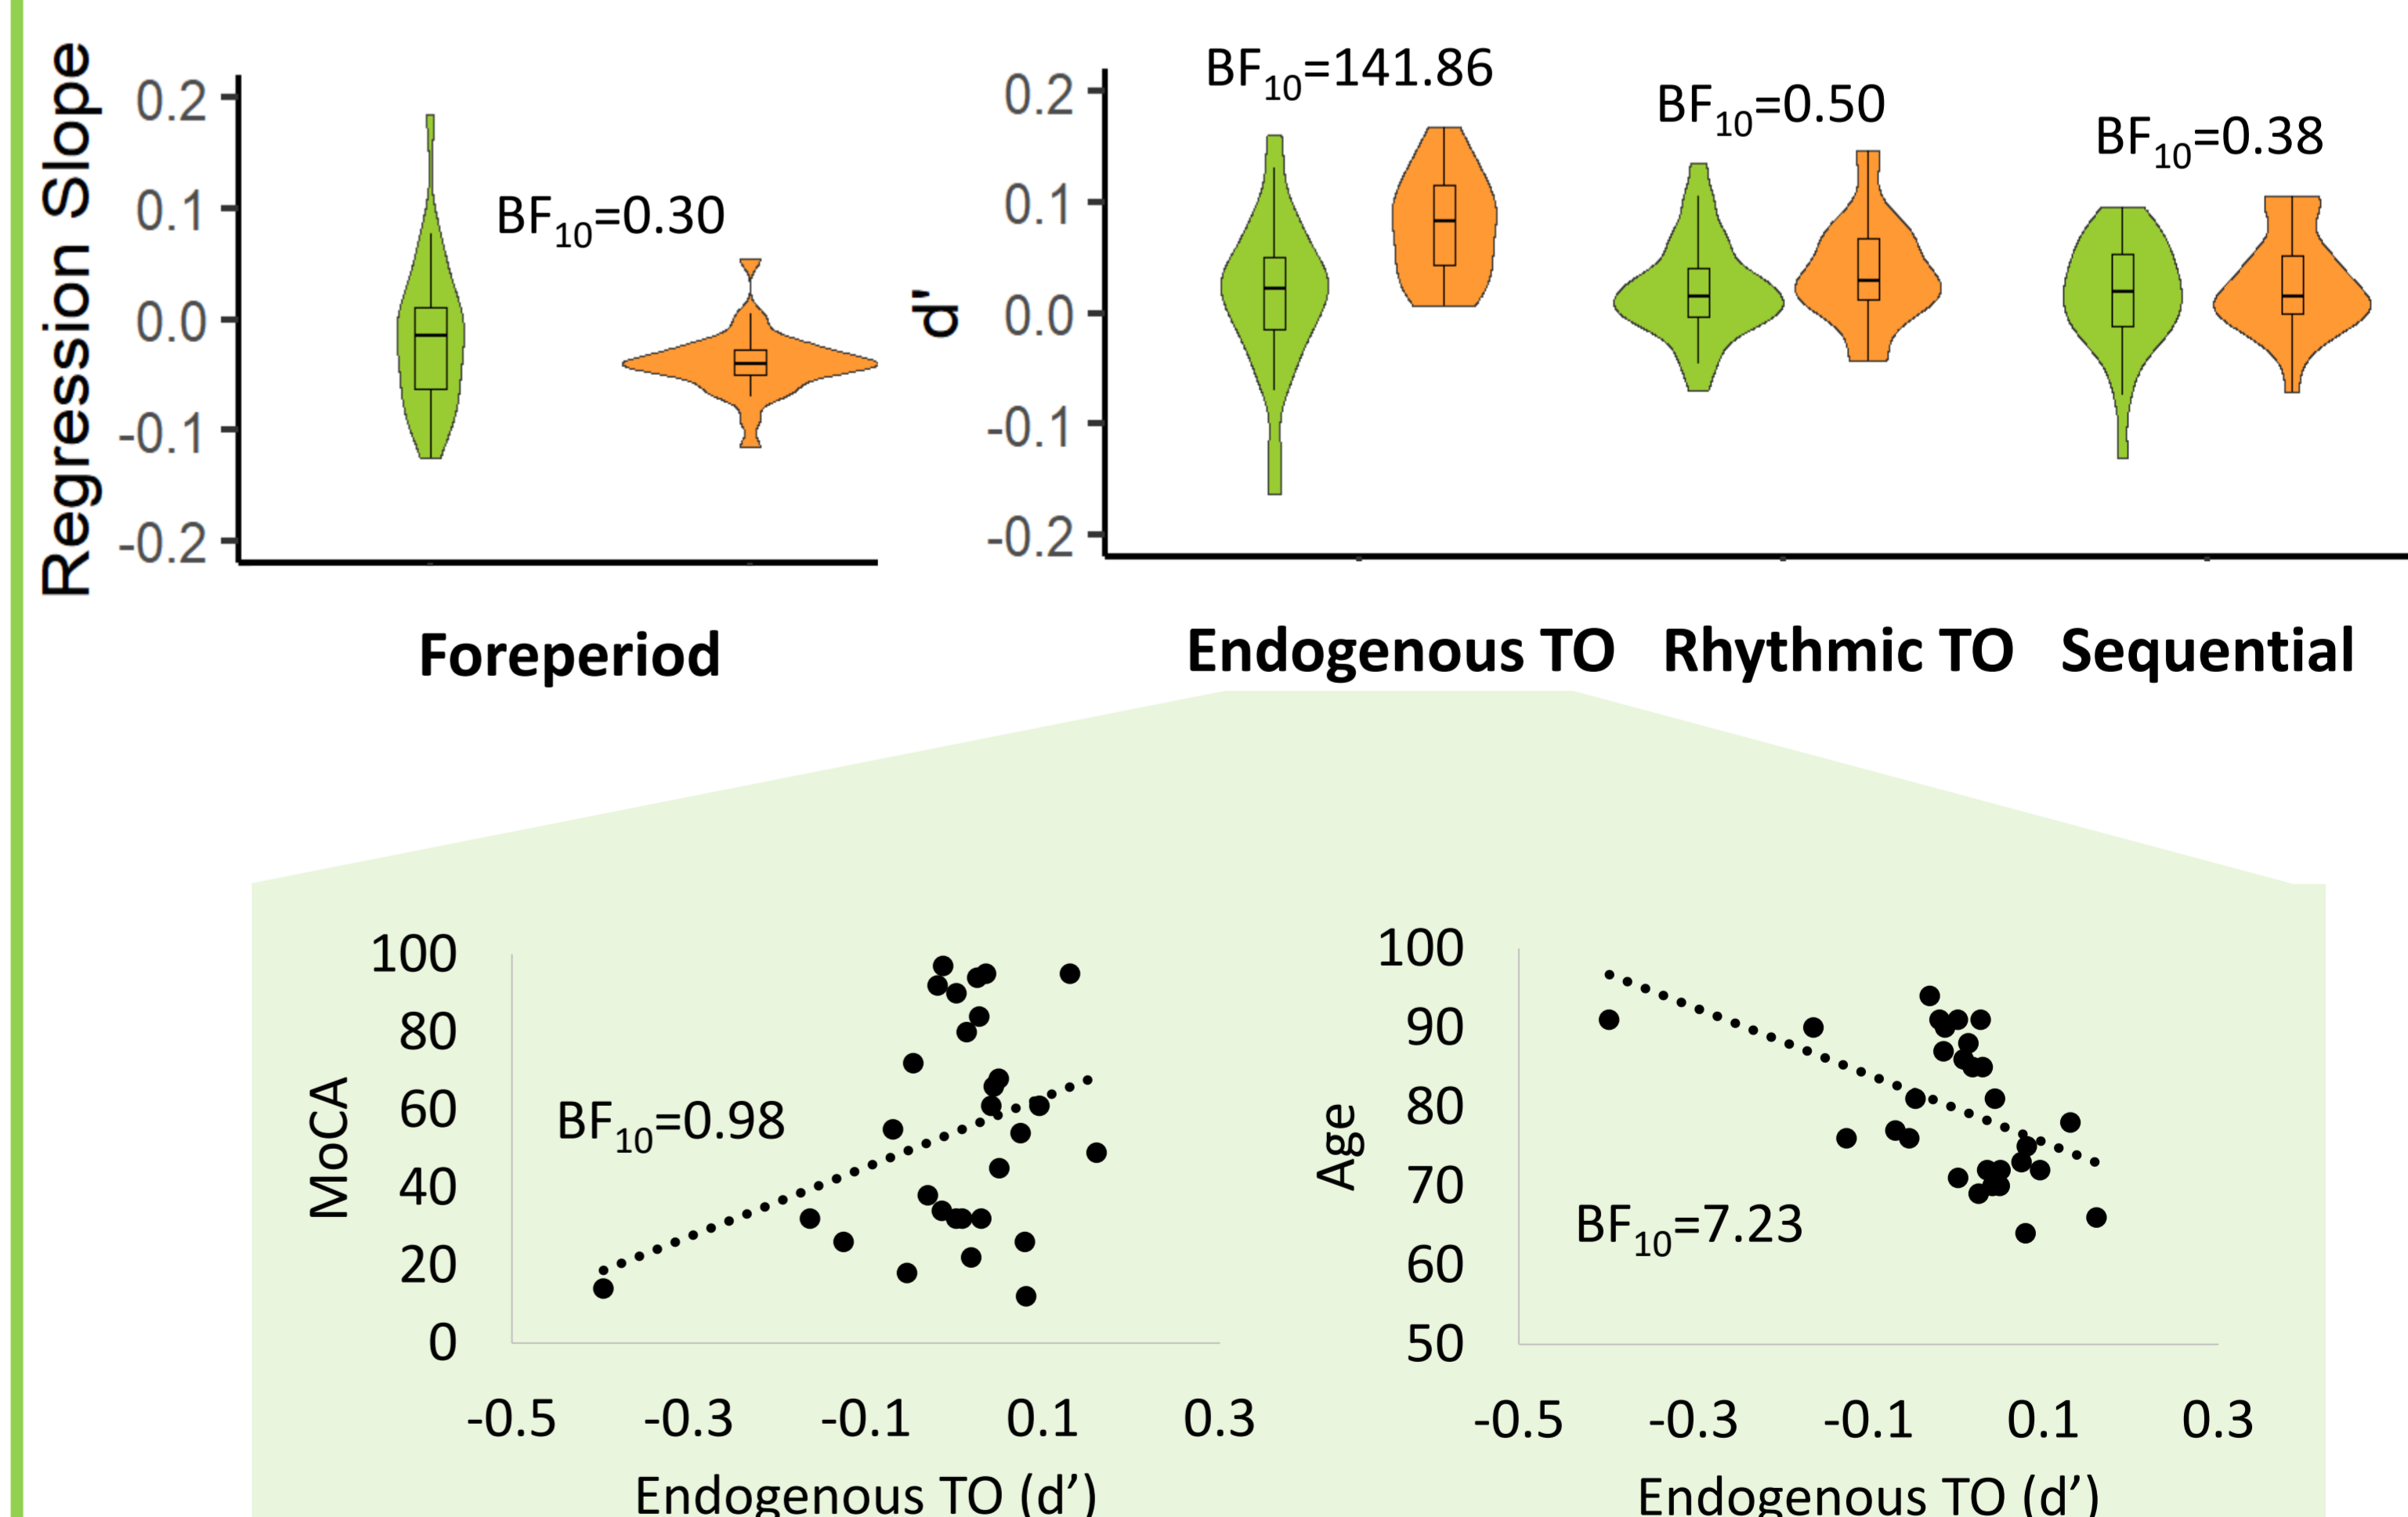 Regression Slope
0.2
0.1
0.0
-0.1
-0.2
BF10=0.30
Foreperiod
d'
0.2
0.1
0.0
-0.1
-0.2
BF10=141.86
BF10=0.50
BF10=0.38
Endogenous TO
Rhythmic TO
Sequential
MoCA
100
80
60
40
20
0
BF10=0.98
-0.5 -0.3 -0.1 0.1 0.3
Endogenous TO (d’)
Age
100
90
80
70
60
50
BF10=7.23
-0.5 -0.3 -0.1 0.1 0.3
Endogenous TO (d’)